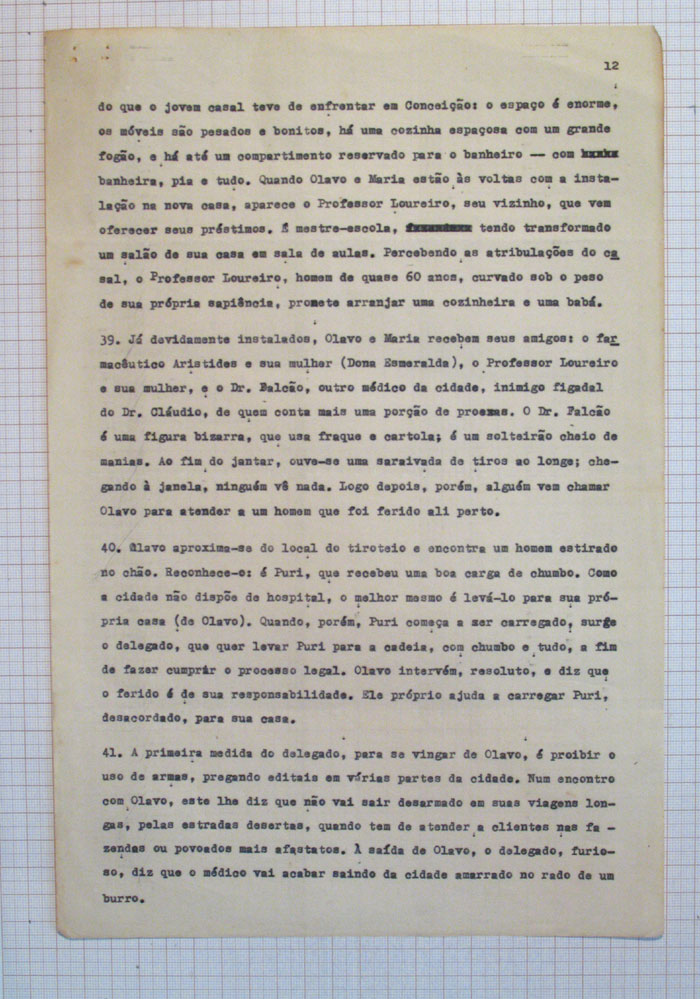 12
do que o jovem casal teve de enfrentar em Conceição: o espaço é enorme,
os móveis são pesados e bonitos, há uma cozinha espaçosa com um grande
fogão, e há até um compartimento reservado para o banheiro — com
banheira, pia e tudo. Quando Olavo e Maria estão às voltas com a insta-
lação na nova casa, aparece o Professor Loureiro, seu vizinho, que vem
oferecer seus préstimos. É mestre-escola, tendo transformado
um salão de sua casa em sala de aulas. Percebendo as atribulações do ca
sal, o Professor Loureiro, homem de quase 60 anos, curvado sob o peso
de sua própria sapiência, promete arranjar uma cozinheira e uma babá.
39. Já devidamente instalados, Olavo e Maria recebem seus amigos: o far
macêutico Aristides e sua mulher (Dona Esmeralda), o Professor Loureiro
e sua mulher, e o Dr. Falcão, outro médico da cidade, inimigo figadal
do Dr. Cláudio, de quem conta mais uma porção de proezas. O Dr. Falcão
é uma figura bizarra, que usa fraque e cartola; é um solteirão cheio de
manias. Ao fim do jantar, ouve-se uma saraivada de tiros ao longe; che-
gando à janela, ninguém vê nada. Logo depois, porém, alguém vem chamar
Olavo para atender a um homem que foi ferido ali perto.
40. Olavo aproxima-se do local do tiroteio e encontra um homem estirado
no chão. Reconhece-o: é Puri, que recebeu uma boa carga de chumbo. Como
a cidade não dispõe de hospital, o melhor mesmo é levá-lo para sua pró-
pria casa (de Olavo). Quando, porém, Puri começa a ser carregado, surge
o delegado, que quer levar Puri para a cadeia, com chumbo e tudo, a fim
de fazer cumprir o processo legal. Olavo intervém, resoluto, e diz que
o ferido é de sua responsabilidade. Ele próprio ajuda a carregar Puri,
desacordado, para sua casa.
41. A primeira medida do delegado, para se vingar de Olavo, é proibir o
uso de armas, pregando editais em várias partes da cidade. Num encontro
com Olavo, este lhe diz que não vai sair desarmado em suas viagens lon-
gas, pelas estradas desertas, quando tem de atender a clientes nas fa -
zendas ou povoados mais afastatos. À saída de Olavo, o delegado, furio-
so, diz que o médico vai acabar saindo da cidade amarrado no rado de um
burro.